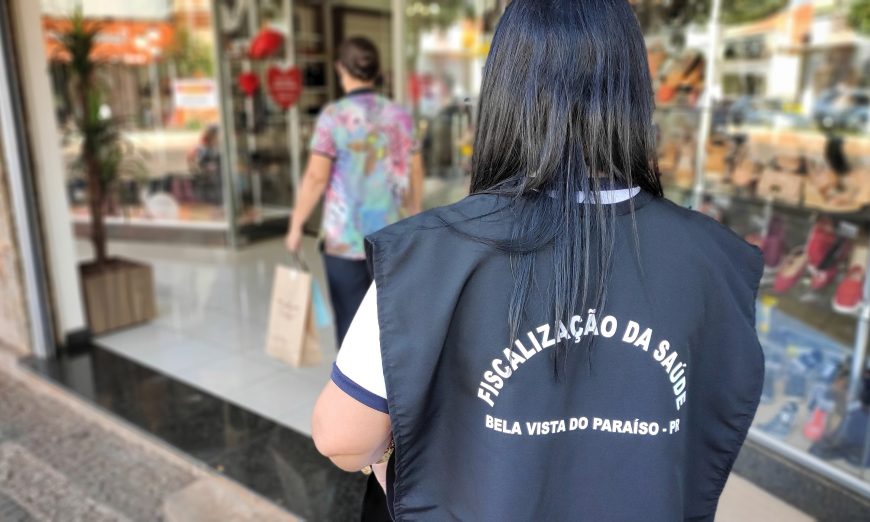 FISCALIZAÇÃO DA SAÚDE
BELA VISTA DO PARAÍSO - PR